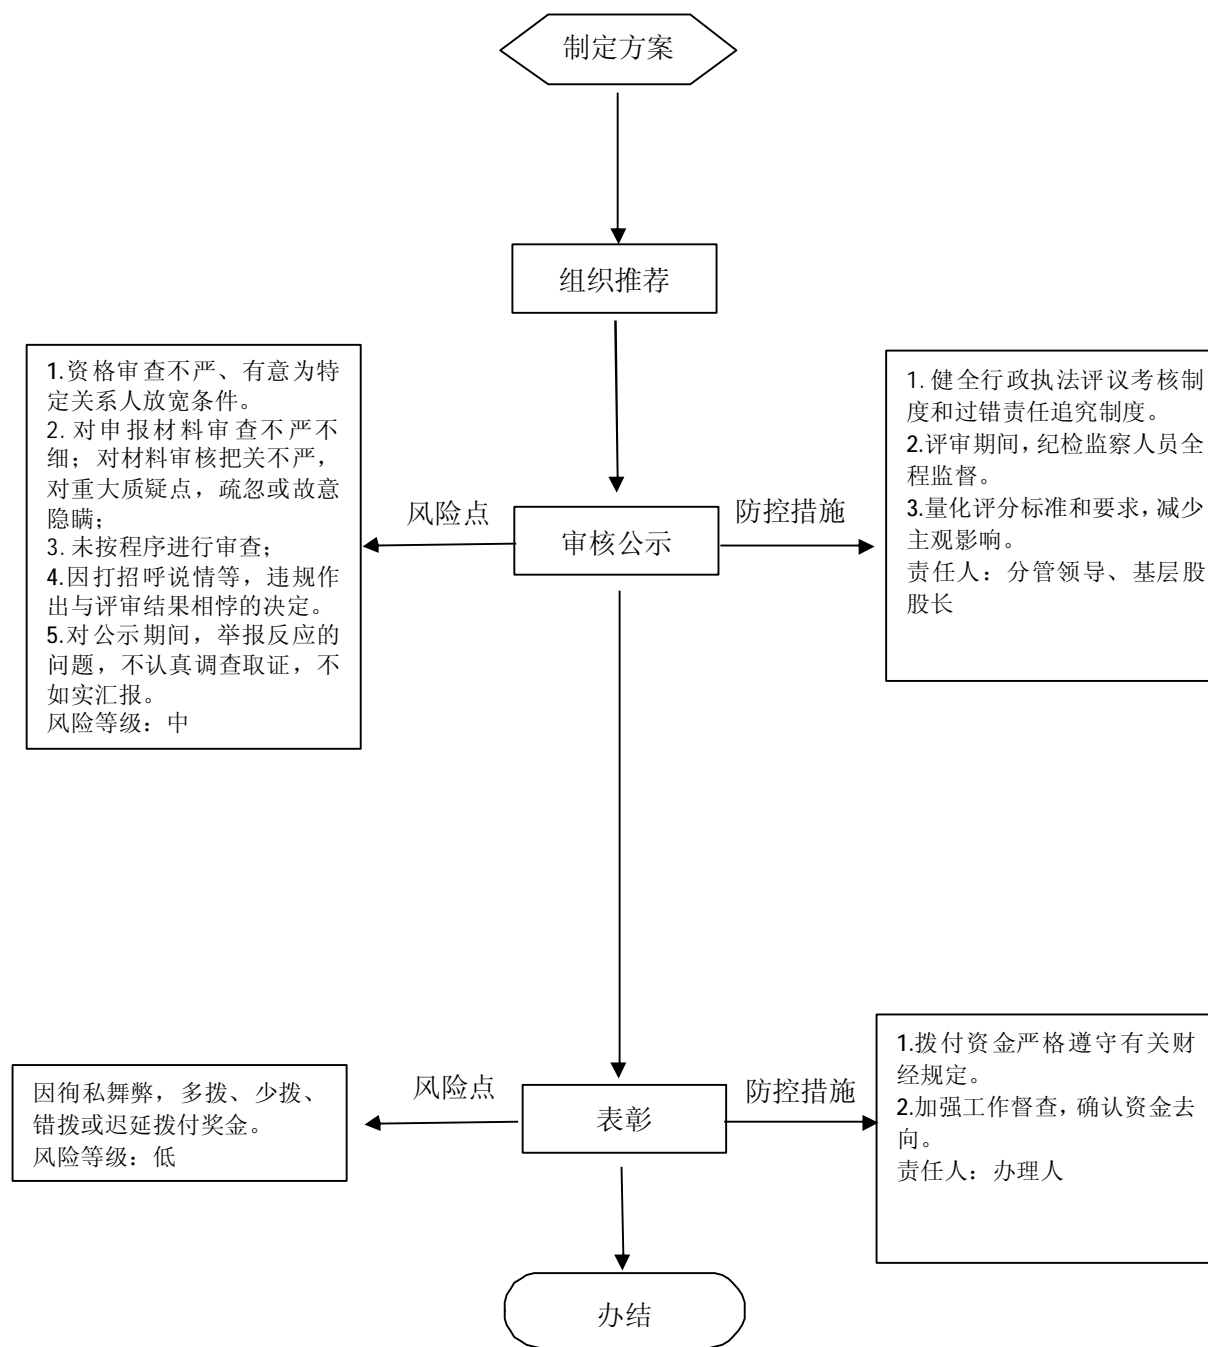 制定方案
组织推荐
1.资格审查不严、有意为特
定关系人放宽条件。
2.对申报材料审查不严不
细；对材料审核把关不严，
对重大质疑点，疏忽或故意
隐瞒；
3.未按程序进行审查；
4.因打招呼说情等，违规作
出与评审结果相悖的决定。
5.对公示期间，举报反应的
问题，不认真调查取证，不
如实汇报。
风险等级：中
风险点
审核公示
防控措施
1.健全行政执法评议考核制
度和过错责任追究制度。
2.评审期间，纪检监察人员全
程监督。
3.量化评分标准和要求，减少
主观影响。
责任人：分管领导、基层股
股长
因徇私舞弊，多拨、少拨、
错拨或迟延拨付奖金。
风险等级：低
风险点
表彰
防控措施
1.拨付资金严格遵守有关财
经规定。
2.加强工作督查，确认资金去
向。
责任人：办理人
办结